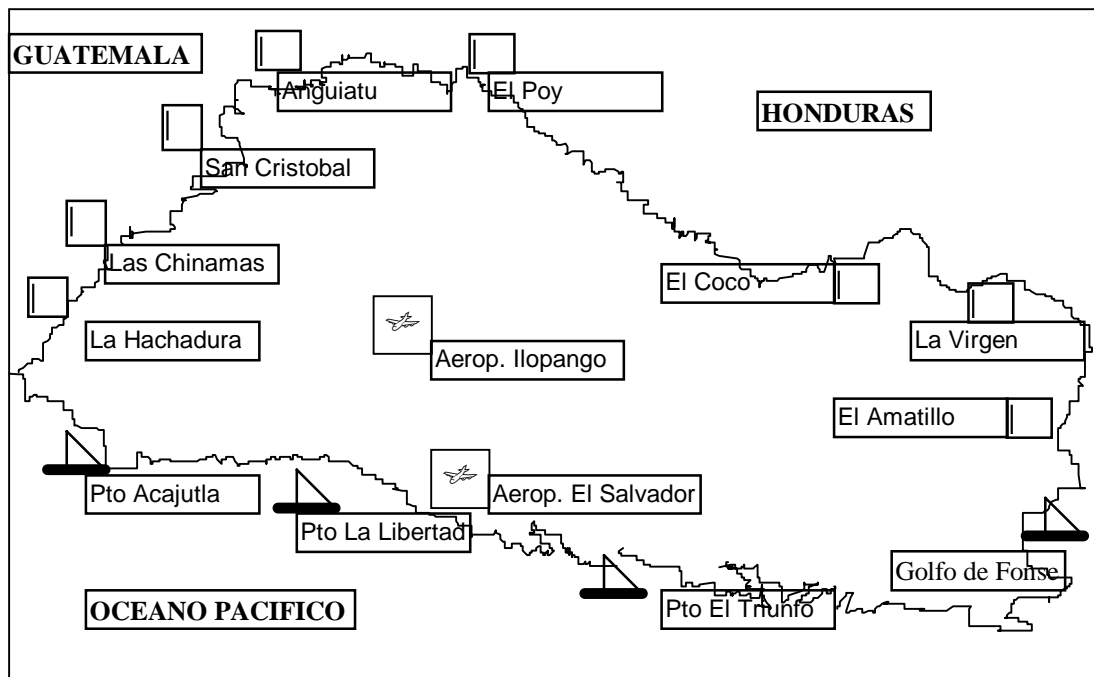 GUATEMALA
Anguiatu
El Poy
HONDURAS
San Cristobal
Las Chinamas
El Coco
La Hachadura
La Virgen
Aerop. Ilopango
El Amatillo
Pto Acajutla
Aerop. El Salvador
Pto La Libertad
Golfo de Fonse
OCEANO PACIFICO
Pto El Triunfo